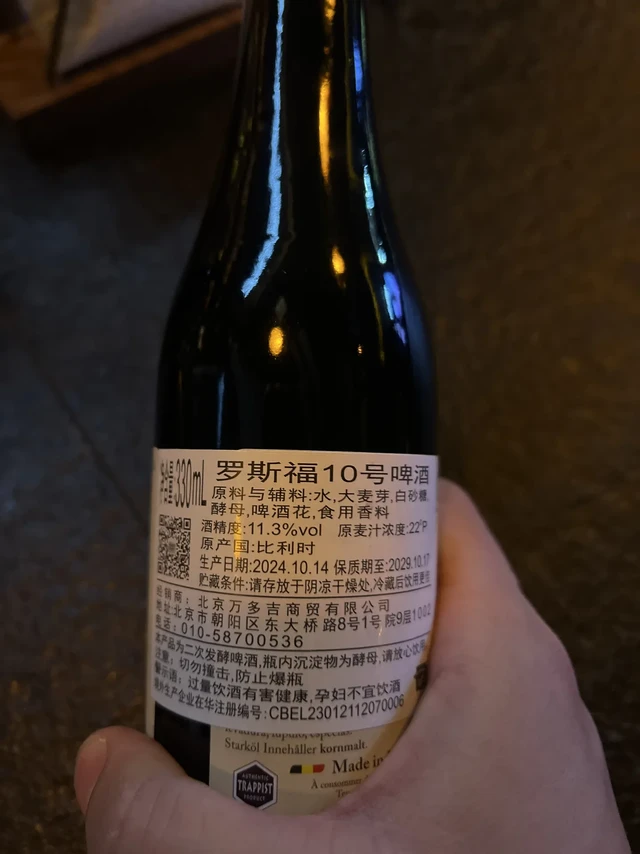 330mL
罗斯福10号啤酒
原料与辅料:水,大麦芽,白砂糖,
酵母,啤酒花,食用香料
酒精度:11.3%vol 原麦汁浓度:22°P
原产国:比利时
生产日期:2024.10.14 保质期至:2029.10.17
贮藏条件:请存放于阴凉干燥处,冷藏后饮用更佳
经销商: 北京万多吉商贸有限公司
地址:北京市朝阳区东大桥路8号1号院9层1002
电话: 010-58700536
本产品为二次发酵啤酒,瓶内沉淀物为酵母,请放心饮用
注意: 切勿撞击,防止爆瓶
警示语: 过量饮酒有害健康,孕妇不宜饮酒
境外生产企业在华注册编号:CBEL23012112070006
Starköl Innehåller kornmalt.
Made in
À consommer
AUTHENTIC
TRAPPIST
PRODUCT